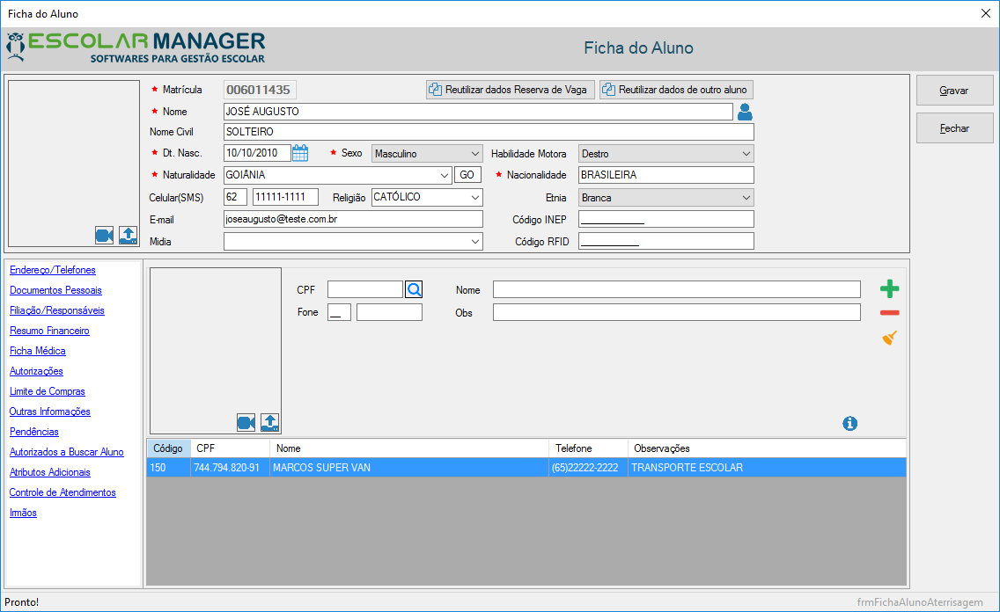 Ficha do Aluno
ESCOLAR MANAGER
SOFTWARES PARA GESTÃO ESCOLAR
Ficha do Aluno
* Matrícula 006011435 Reutilizar dados Reserva de Vaga Reutilizar dados de outro aluno
* Nome JOSÉ AUGUSTO
Nome Civil SOLTEIRO
* Dt. Nasc. 10/10/2010 * Sexo Masculino Habilidade Motora Destro
* Naturalidade GOIÂNIA GO * Nacionalidade BRASILEIRA
Celular(SMS) 62 11111-1111 Religião CATÓLICO Etnia Branca
E-mail joseaugusto@teste.com.br Código INEP ____________
Midia Código RFID ___________
Gravar
Fechar
Endereço/Telefones
Documentos Pessoais
Filiação/Responsáveis
Resumo Financeiro
Ficha Médica
Autorizações
Limite de Compras
Outras Informações
Pendências
Autorizados a Buscar Aluno
Atributos Adicionais
Controle de Atendimentos
Irmãos
CPF Nome
Fone __ Obs
Código CPF Nome Telefone Observações
150 744.794.820-91 MARCOS SUPER VAN (65)22222-2222 TRANSPORTE ESCOLAR
Pronto! frmFichaAlunoAterrisagem